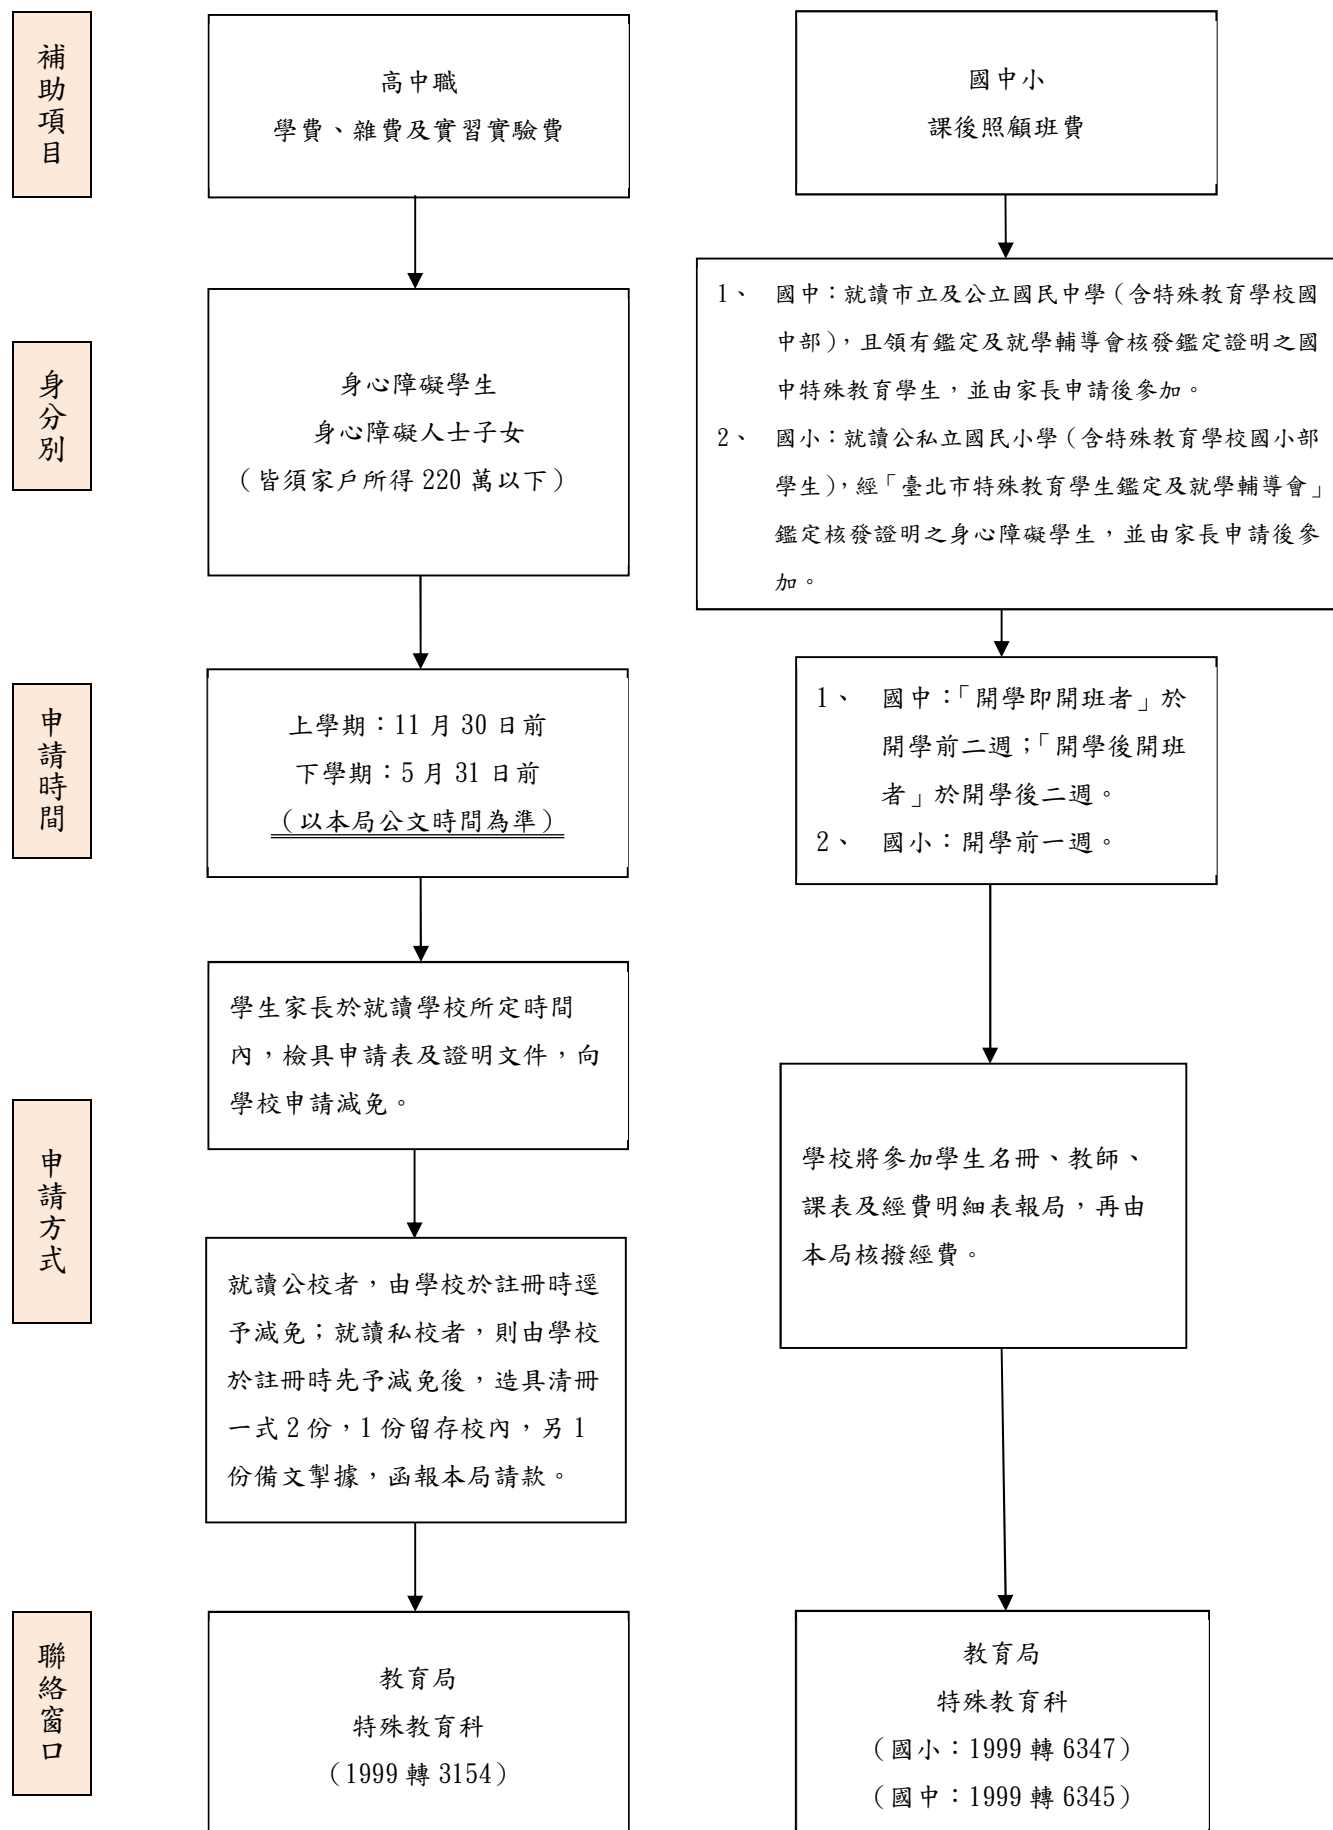 補助項目
高中職
學費、雜費及實習實驗費
國中小
課後照顧班費
身分別
身心障礙學生
身心障礙人士子女
（皆須家戶所得 220 萬以下）
1、 國中：就讀市立及公立國民中學（含特殊教育學校國
中部），且領有鑑定及就學輔導會核發鑑定證明之國
中特殊教育學生，並由家長申請後參加。
2、 國小：就讀公私立國民小學（含特殊教育學校國小部
學生），經「臺北市特殊教育學生鑑定及就學輔導會」
鑑定核發證明之身心障礙學生，並由家長申請後參
加。
申請時間
上學期：11 月 30 日前
下學期：5 月 31 日前
（以本局公文時間為準）
1、 國中：「開學即開班者」於
開學前二週；「開學後開班
者」於開學後二週。
2、 國小：開學前一週。
申請方式
學生家長於就讀學校所定時間
內，檢具申請表及證明文件，向
學校申請減免。
就讀公校者，由學校於註冊時逕
予減免；就讀私校者，則由學校
於註冊時先予減免後，造具清冊
一式 2 份，1 份留存校內，另 1
份備文掣據，函報本局請款。
學校將參加學生名冊、教師、
課表及經費明細表報局，再由
本局核撥經費。
聯絡窗口
教育局
特殊教育科
（1999 轉 3154）
教育局
特殊教育科
（國小：1999 轉 6347）
（國中：1999 轉 6345）